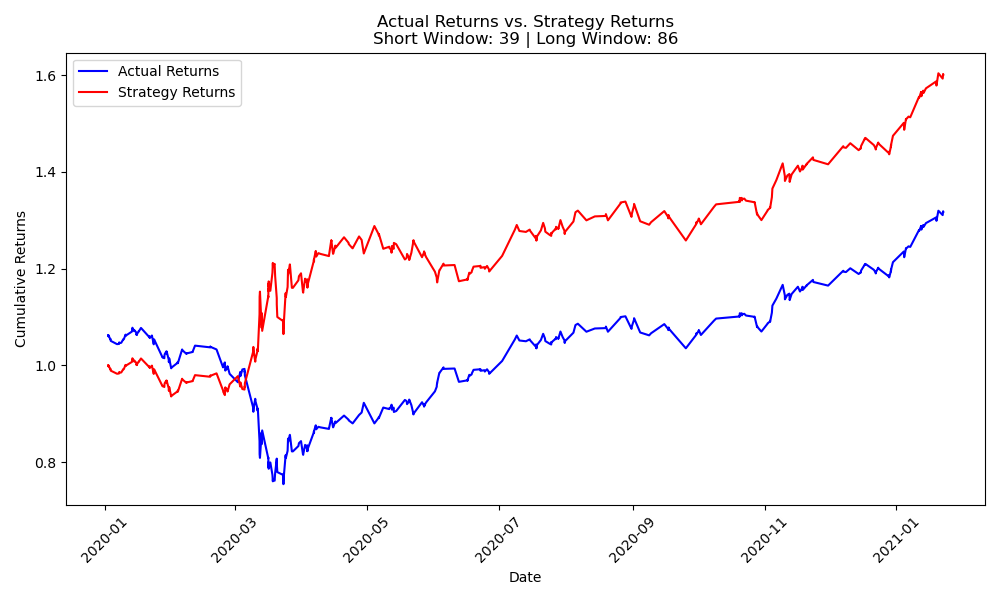 Actual Returns vs. Strategy Returns
Short Window: 39 | Long Window: 86
Actual Returns
Strategy Returns
Cumulative Returns
1.6
1.4
1.2
1.0
0.8
2020-01
2020-03
2020-05
2020-07
2020-09
2020-11
2021-01
Date